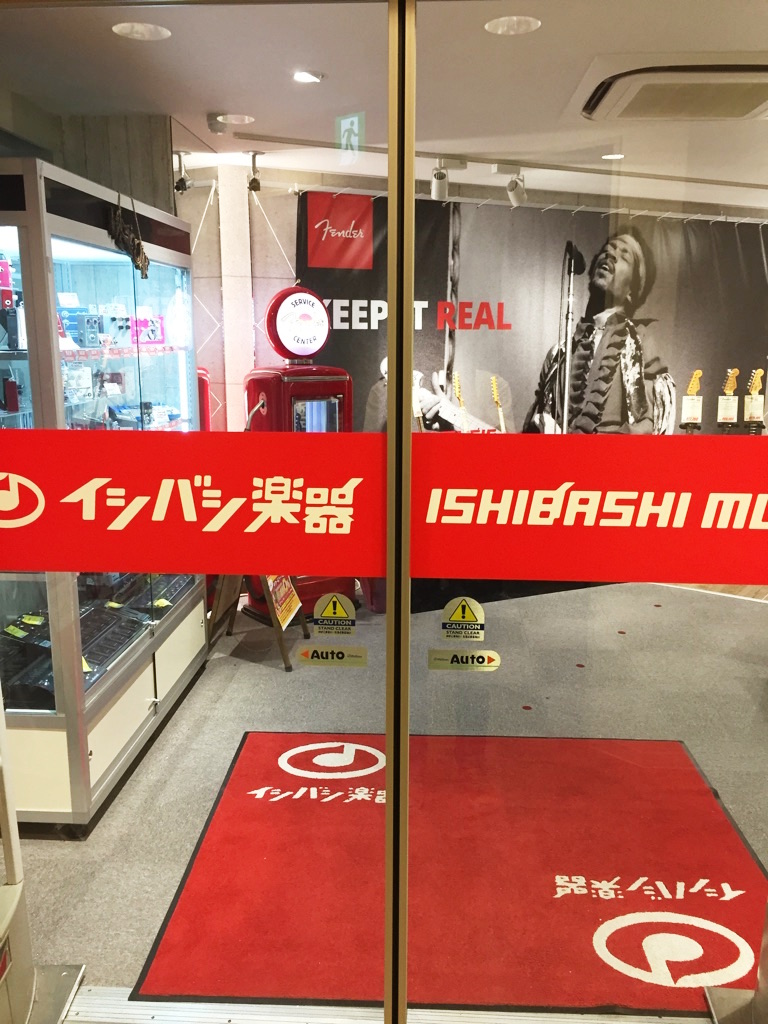 Fender
SERVICE
CENTER
KEEP IT REAL
イシバシ楽器
ISHIBASHI MU
CAUTION
STAND CLEAR
Auto
CAUTION
STAND CLEAR
Auto
イシバシ楽器
イシバシ楽器